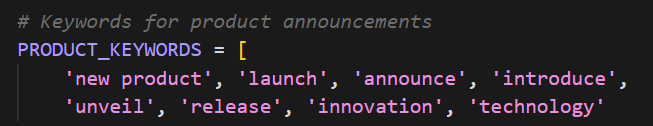 # Keywords for product announcements
PRODUCT_KEYWORDS = [
    'new product', 'launch', 'announce', 'introduce',
    'unveil', 'release', 'innovation', 'technology'